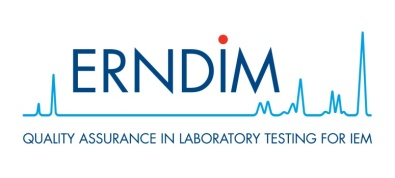 ERNDiM
QUALITY ASSURANCE IN LABORATORY TESTING FOR IEM